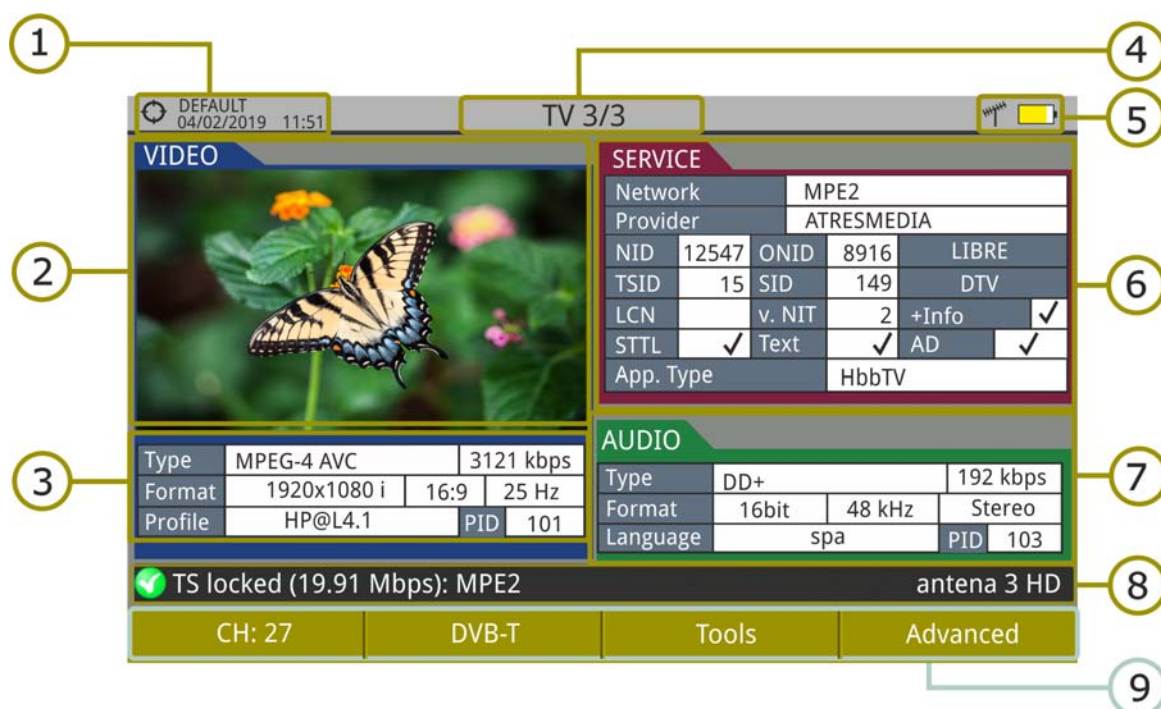 1
4
DEFAULT
04/02/2019 11:51
TV 3/3
5
VIDEO
2
SERVICE
Network MPE2
Provider ATRESMEDIA
NID 12547 ONID 8916 LIBRE
TSID 15 SID 149 DTV
LCN v. NIT 2 +Info ✓
STTL ✓ Text ✓ AD ✓
App. Type HbbTV
6
3
Type MPEG-4 AVC 3121 kbps
Format 1920x1080 i 16:9 25 Hz
Profile HP@L4.1 PID 101
AUDIO
Type DD+ 192 kbps
Format 16bit 48 kHz Stereo
Language spa PID 103
7
TS locked (19.91 Mbps): MPE2 antena 3 HD
8
CH: 27 DVB-T Tools Advanced
9